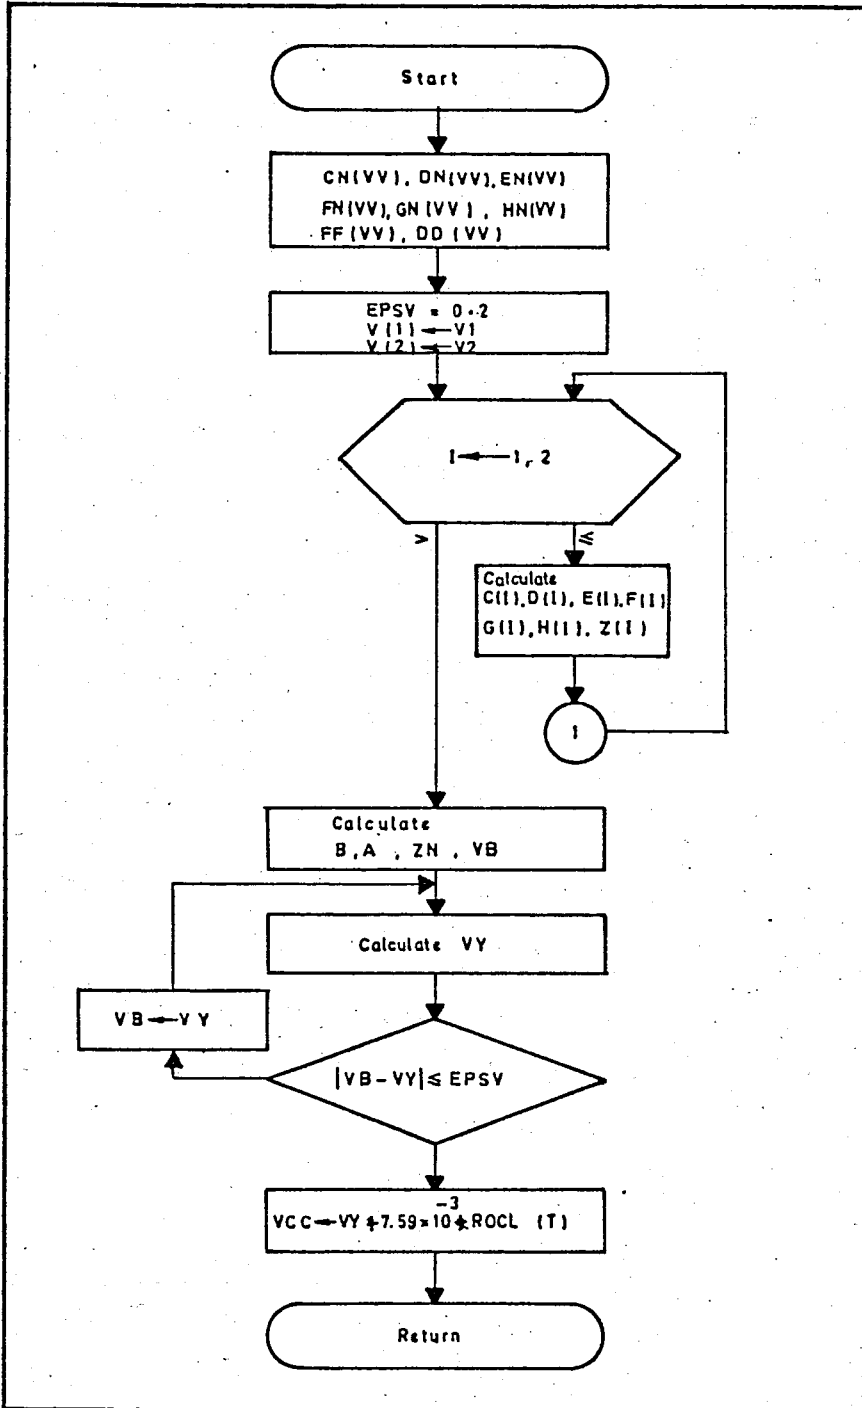 Start
CN(VV), DN(VV), EN(VV)
FN(VV), GN(VV), HN(VV)
FF(VV), DD(VV)
EPSV = 0.2
V(1)←V1
V(2)←V2
I←1, 2
> ≤
Calculate
C(I), D(I), E(I), F(I)
G(I), H(I), Z(I)
1
Calculate
B, A, ZN, VB
Calculate VY
VB←VY
|VB-VY| ≤ EPSV
VCC←VY*7.59×10⁻³*ROCL (T)
Return